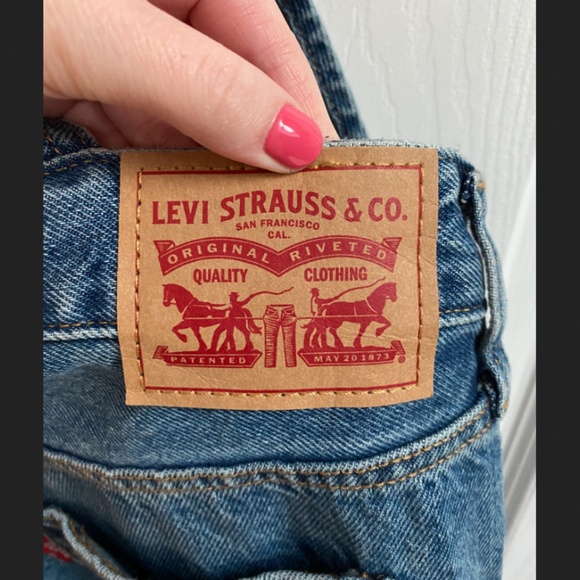 LEVI STRAUSS & CO.
SAN FRANCISCO
CAL.
ORIGINAL RIVETED
QUALITY CLOTHING
PATENTED MAY 20 1873
®